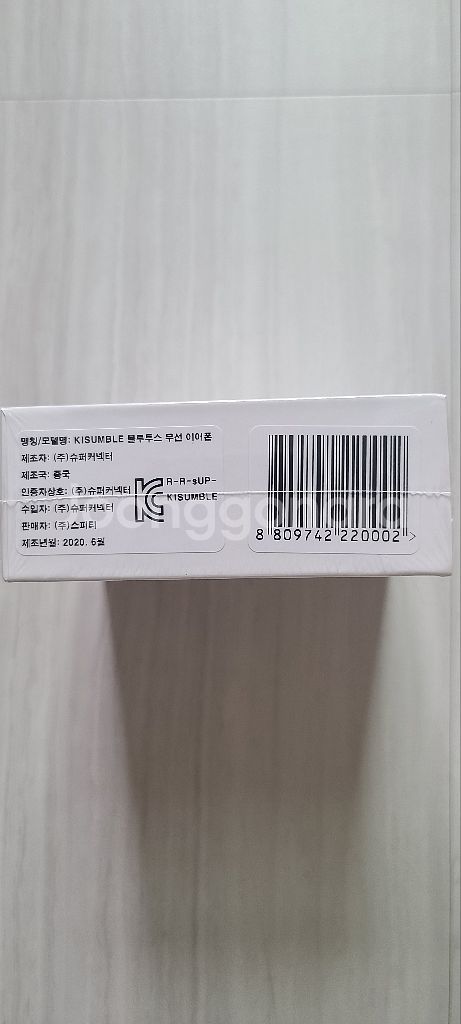 명칭/모델명: KISUMBLE 블루투스 무선 이어폰
제조자: (주)슈퍼커넥터
제조국: 중국
인증자상호: (주)슈퍼커넥터
수입자: (주)슈퍼커넥터
판매자: (주)스피티
제조년월: 2020. 6월
R-R-sUP-
KISUMBLE
8 809742 220002 >